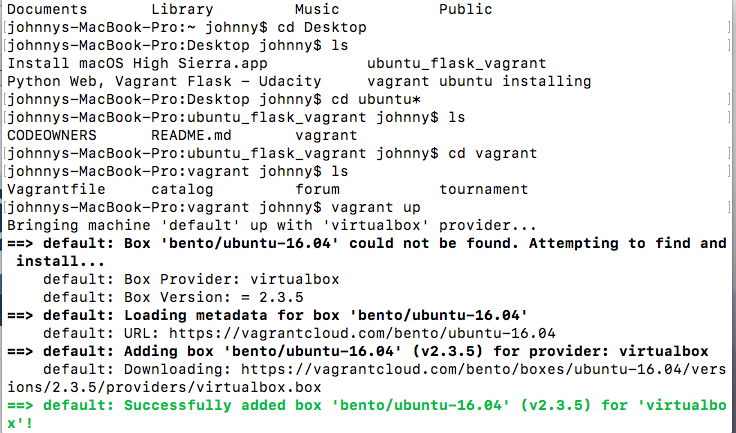 Documents Library Music Public
[johnnys-MacBook-Pro:~ johnny$ cd Desktop ]
[johnnys-MacBook-Pro:Desktop johnny$ ls ]
Install macOS High Sierra.app ubuntu_flask_vagrant
Python Web, Vagrant Flask – Udacity vagrant ubuntu installing
[johnnys-MacBook-Pro:Desktop johnny$ cd ubuntu* ]
[johnnys-MacBook-Pro:ubuntu_flask_vagrant johnny$ ls ]
CODEOWNERS README.md vagrant
[johnnys-MacBook-Pro:ubuntu_flask_vagrant johnny$ cd vagrant ]
[johnnys-MacBook-Pro:vagrant johnny$ ls ]
Vagrantfile catalog forum tournament
[johnnys-MacBook-Pro:vagrant johnny$ vagrant up ]
Bringing machine 'default' up with 'virtualbox' provider...
==> default: Box 'bento/ubuntu-16.04' could not be found. Attempting to find and
install...
default: Box Provider: virtualbox
default: Box Version: = 2.3.5
==> default: Loading metadata for box 'bento/ubuntu-16.04'
default: URL: https://vagrantcloud.com/bento/ubuntu-16.04
==> default: Adding box 'bento/ubuntu-16.04' (v2.3.5) for provider: virtualbox
default: Downloading: https://vagrantcloud.com/bento/boxes/ubuntu-16.04/vers
ions/2.3.5/providers/virtualbox.box
==> default: Successfully added box 'bento/ubuntu-16.04' (v2.3.5) for 'virtualbo
x'!